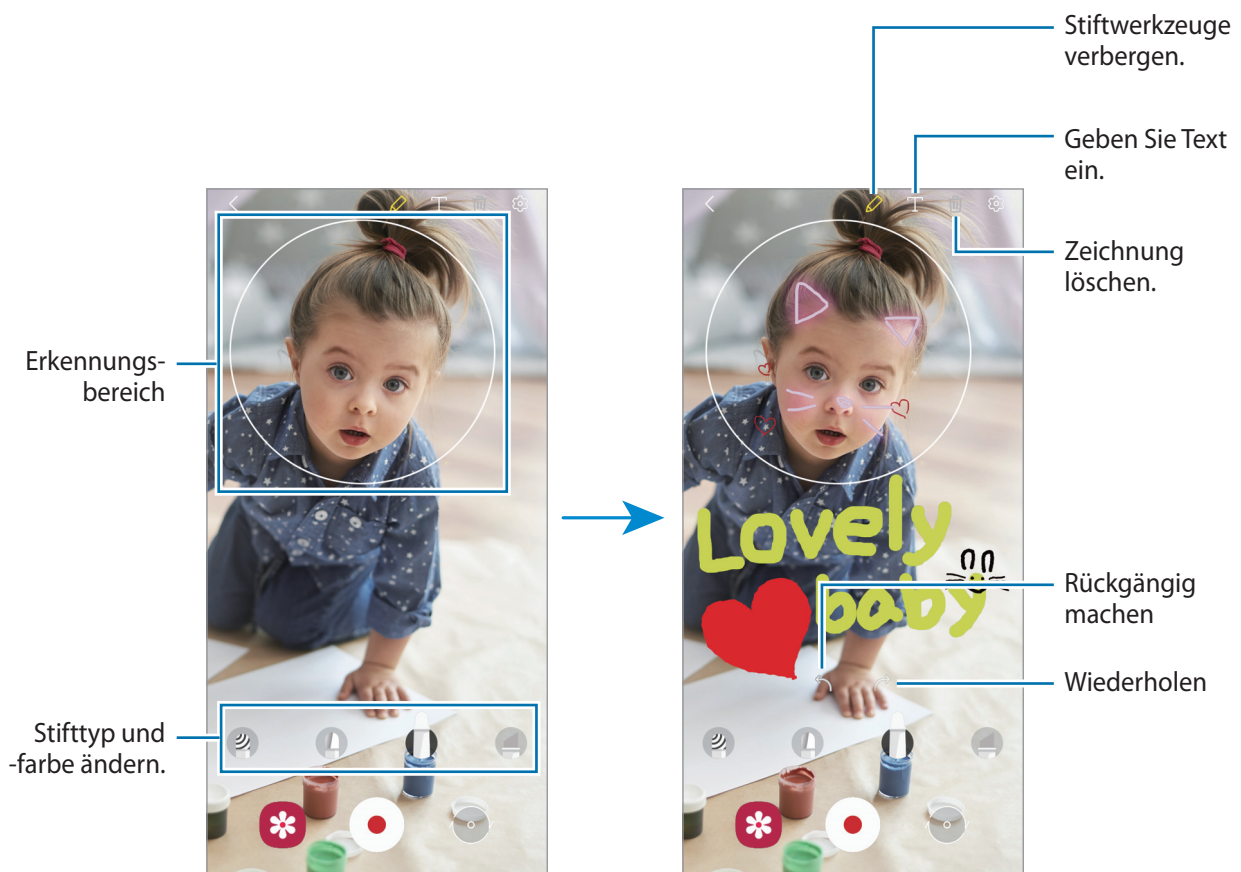 Stiftwerkzeuge
verbergen.
Geben Sie Text
ein.
Zeichnung
löschen.
Erkennungs-
bereich
Lovely
baby
Rückgängig
machen
Wiederholen
Stifttyp und
-farbe ändern.